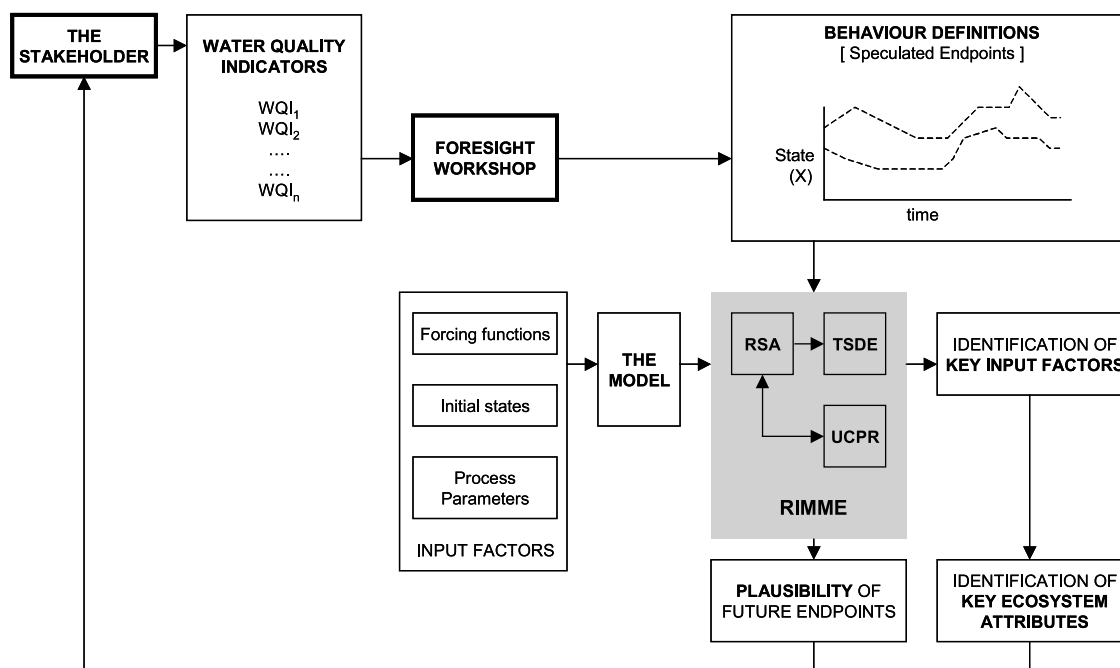 THE
STAKEHOLDER
WATER QUALITY
INDICATORS
WQI1
WQI2
....
....
WQIn
FORESIGHT
WORKSHOP
BEHAVIOUR DEFINITIONS
[ Speculated Endpoints ]
State
(X)
time
Forcing functions
Initial states
Process
Parameters
INPUT FACTORS
THE
MODEL
RSA
TSDE
UCPR
RIMME
IDENTIFICATION OF
KEY INPUT FACTORS
PLAUSIBILITY OF
FUTURE ENDPOINTS
IDENTIFICATION OF
KEY ECOSYSTEM
ATTRIBUTES